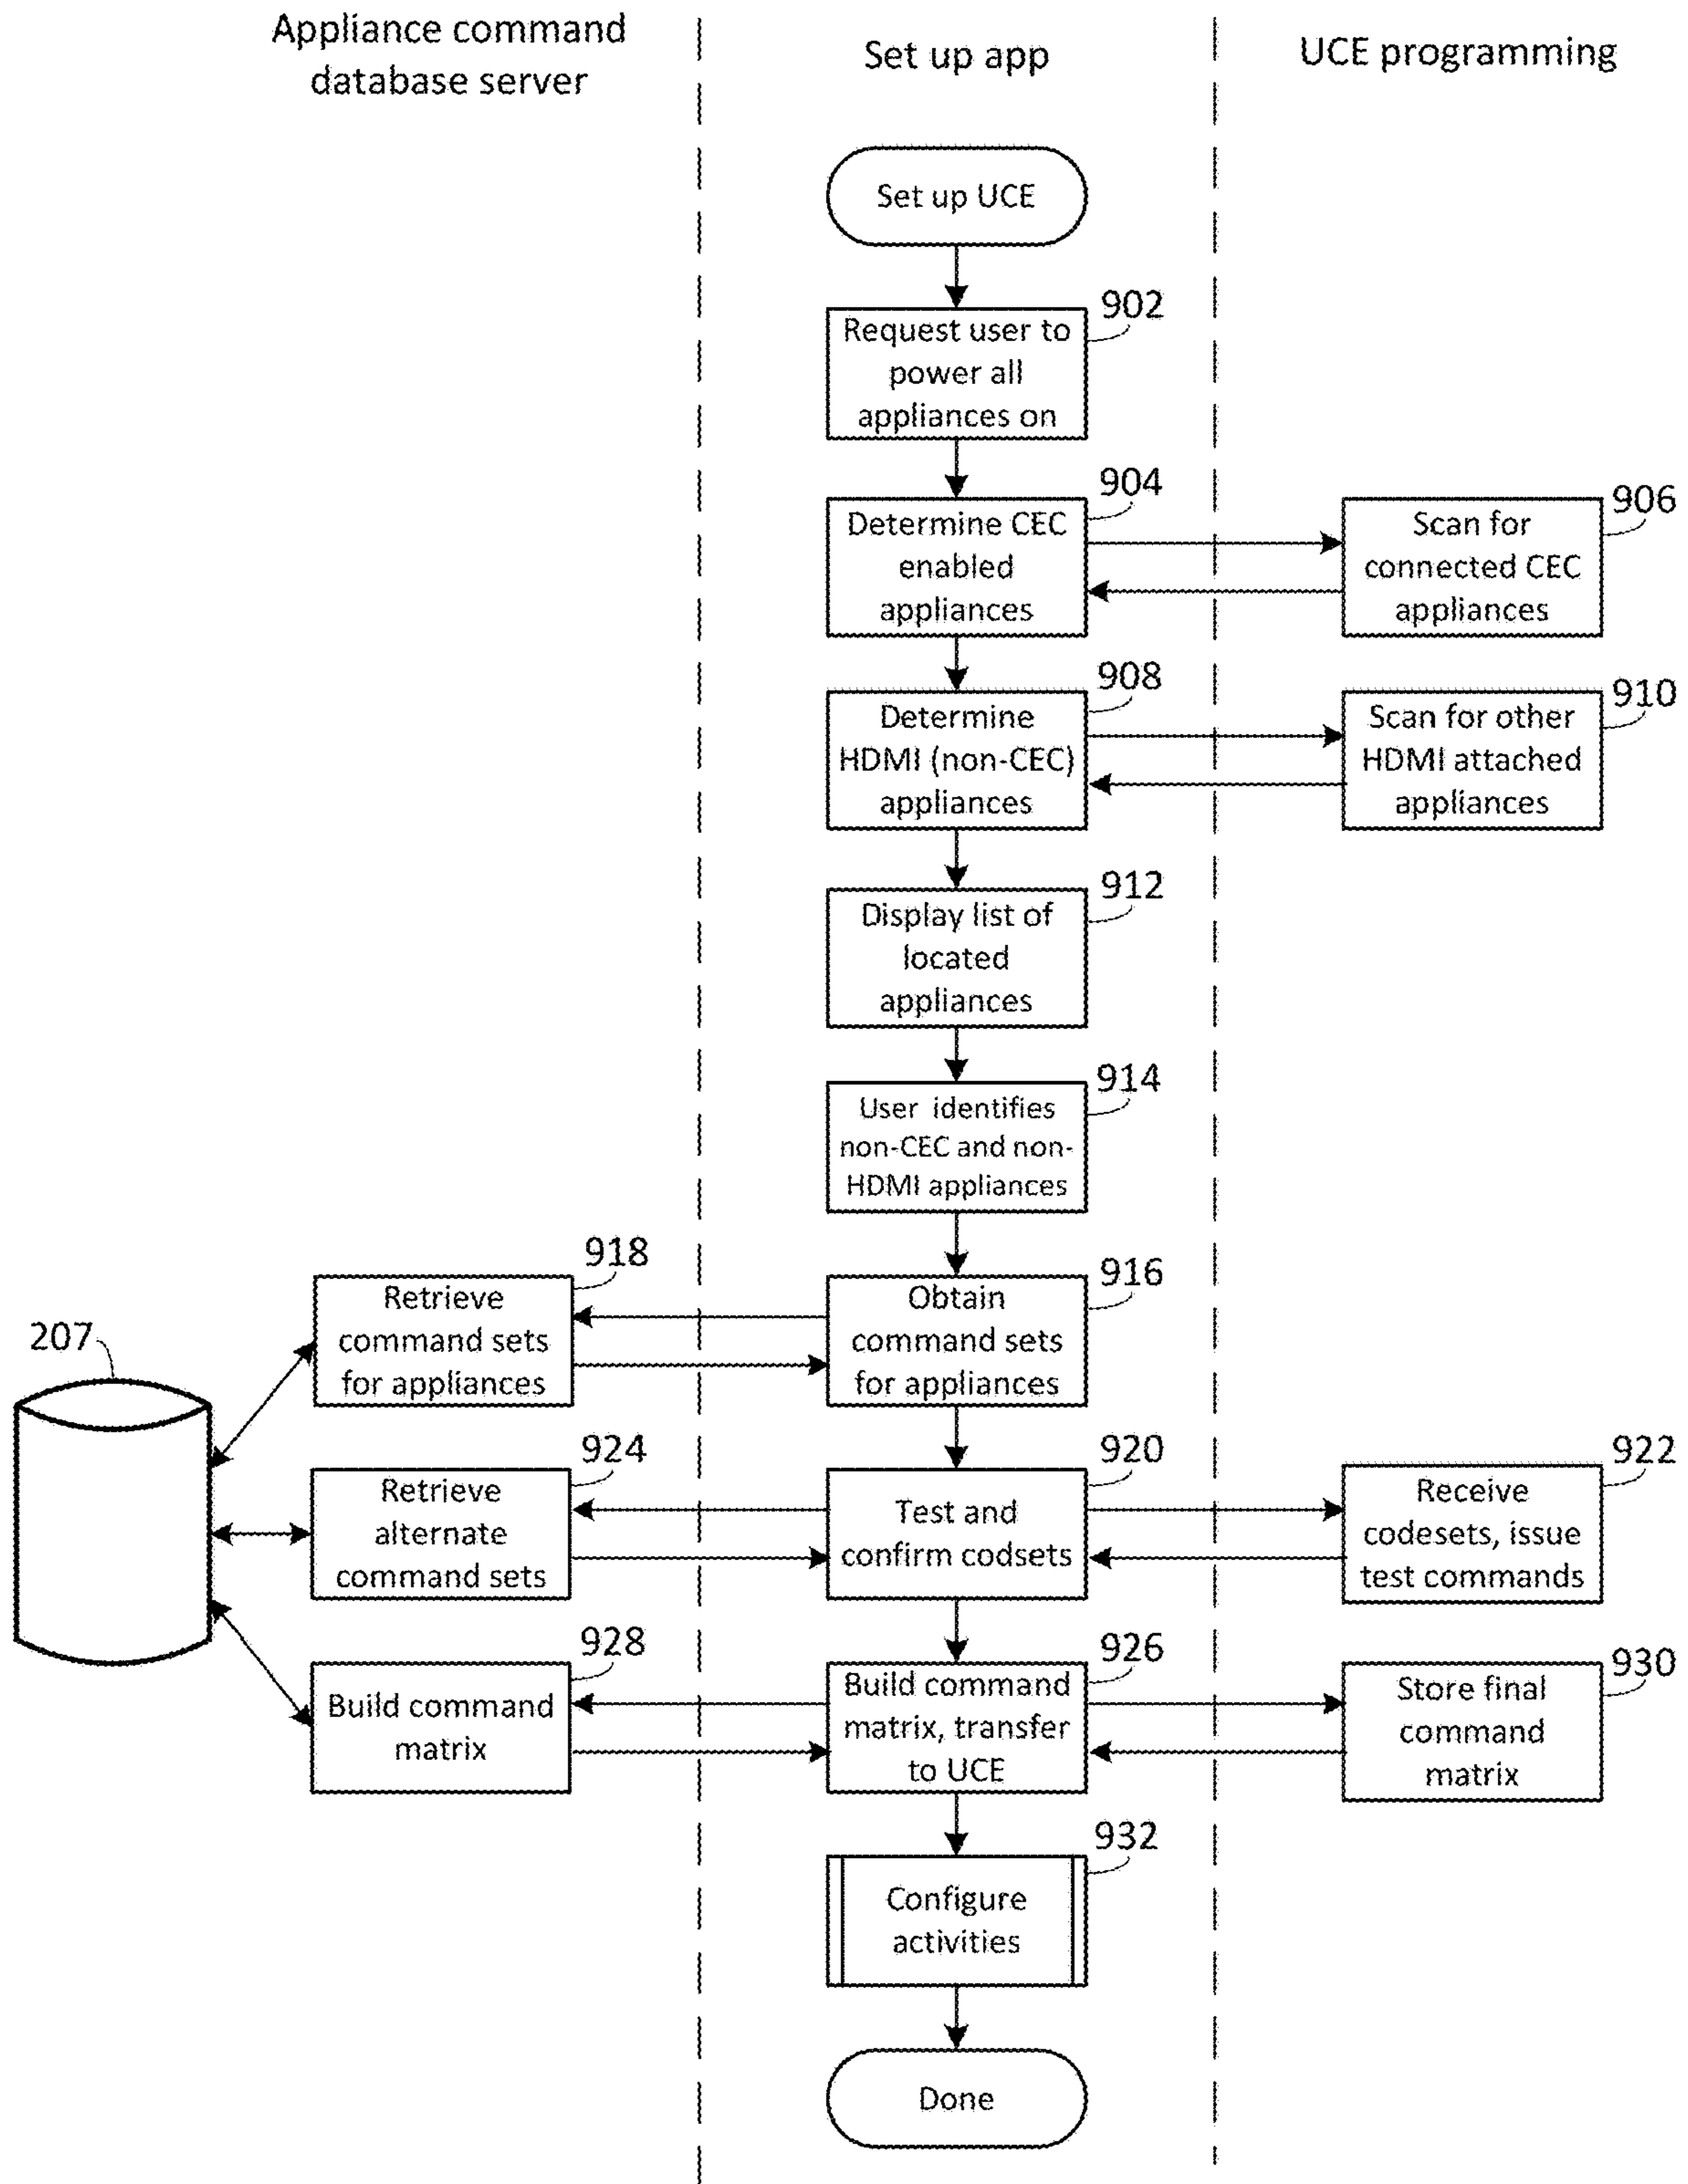 Appliance command
database server
Set up app
UCE programming
Set up UCE
902
Request user to
power all
appliances on
904
Determine CEC
enabled
appliances
906
Scan for
connected CEC
appliances
908
Determine
HDMI (non-CEC)
appliances
910
Scan for other
HDMI attached
appliances
912
Display list of
located
appliances
914
User identifies
non-CEC and non-
HDMI appliances
918
Retrieve
command sets
for appliances
916
Obtain
command sets
for appliances
207
924
Retrieve
alternate
command sets
920
Test and
confirm codsets
922
Receive
codesets, issue
test commands
928
Build command
matrix
926
Build command
matrix, transfer
to UCE
930
Store final
command
matrix
932
Configure
activities
Done